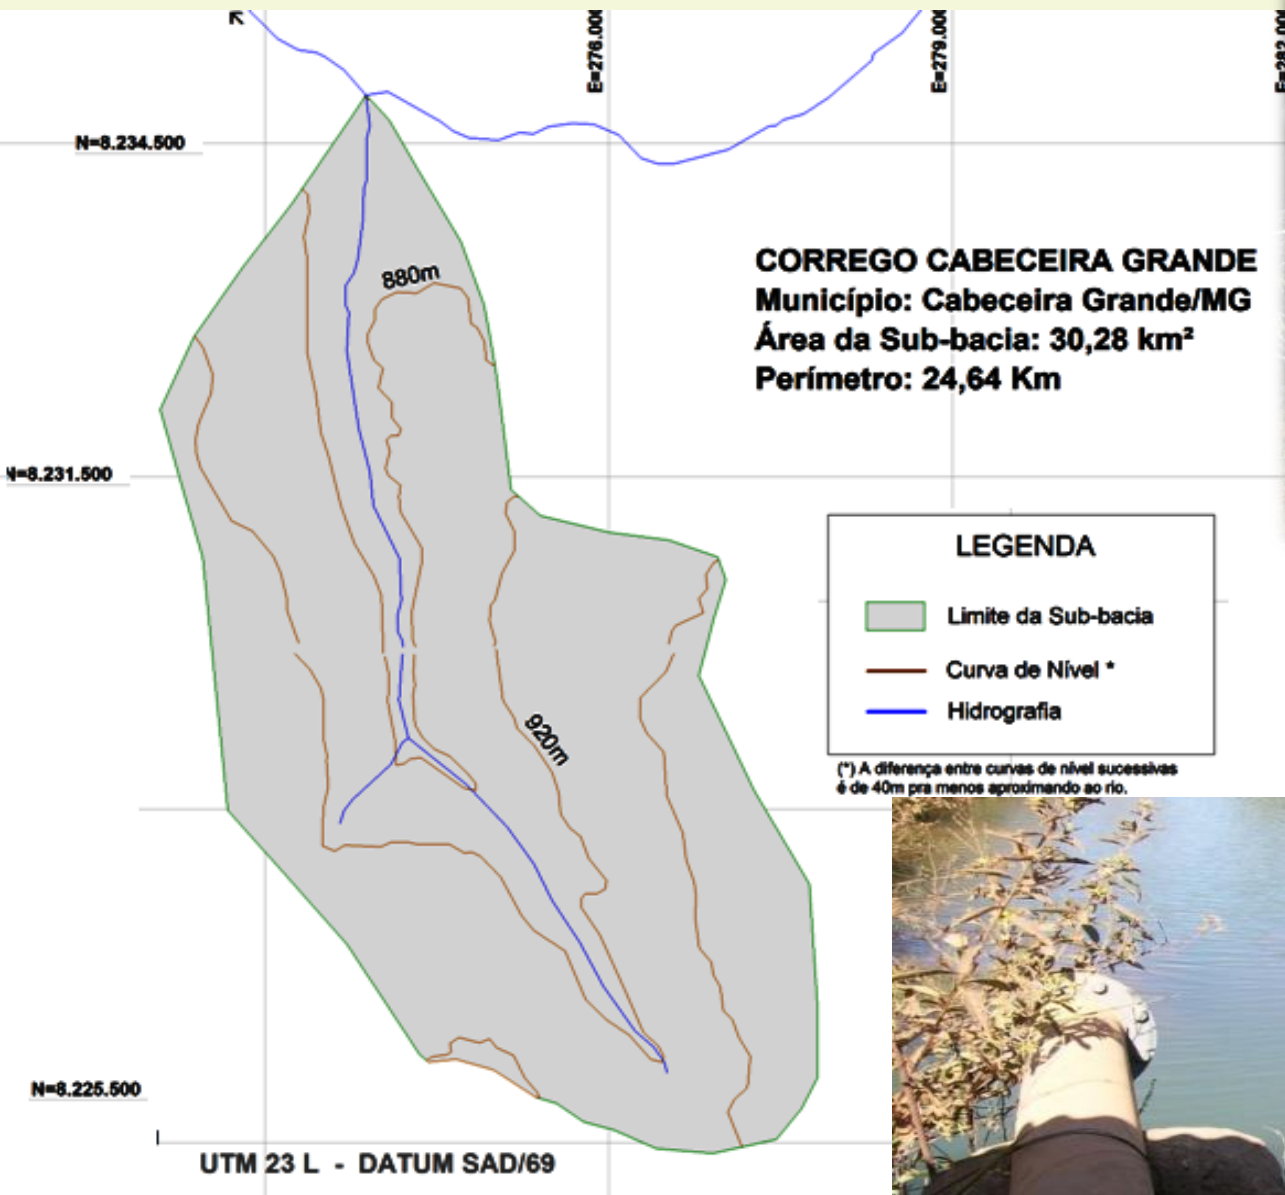 E=276.000
E=279.000
N=8.234.500
880m
CORREGO CABECEIRA GRANDE
Município: Cabeceira Grande/MG
Área da Sub-bacia: 30,28 km²
Perímetro: 24,64 Km
N=8.231.500
LEGENDA
Limite da Sub-bacia
Curva de Nível *
Hidrografia
920m
(*) A diferença entre curvas de nível sucessivas
é de 40m pra menos aproximando ao rio.
N=8.225.500
UTM 23 L - DATUM SAD/69